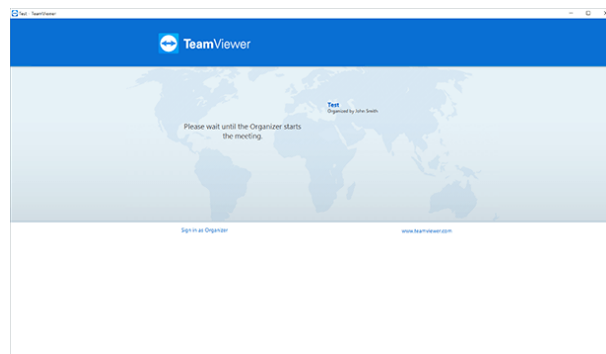 Test - TeamViewer
TeamViewer
Test
Organized by John Smith
Please wait until the Organizer starts
the meeting.
Sign in as Organizer
www.teamviewer.com